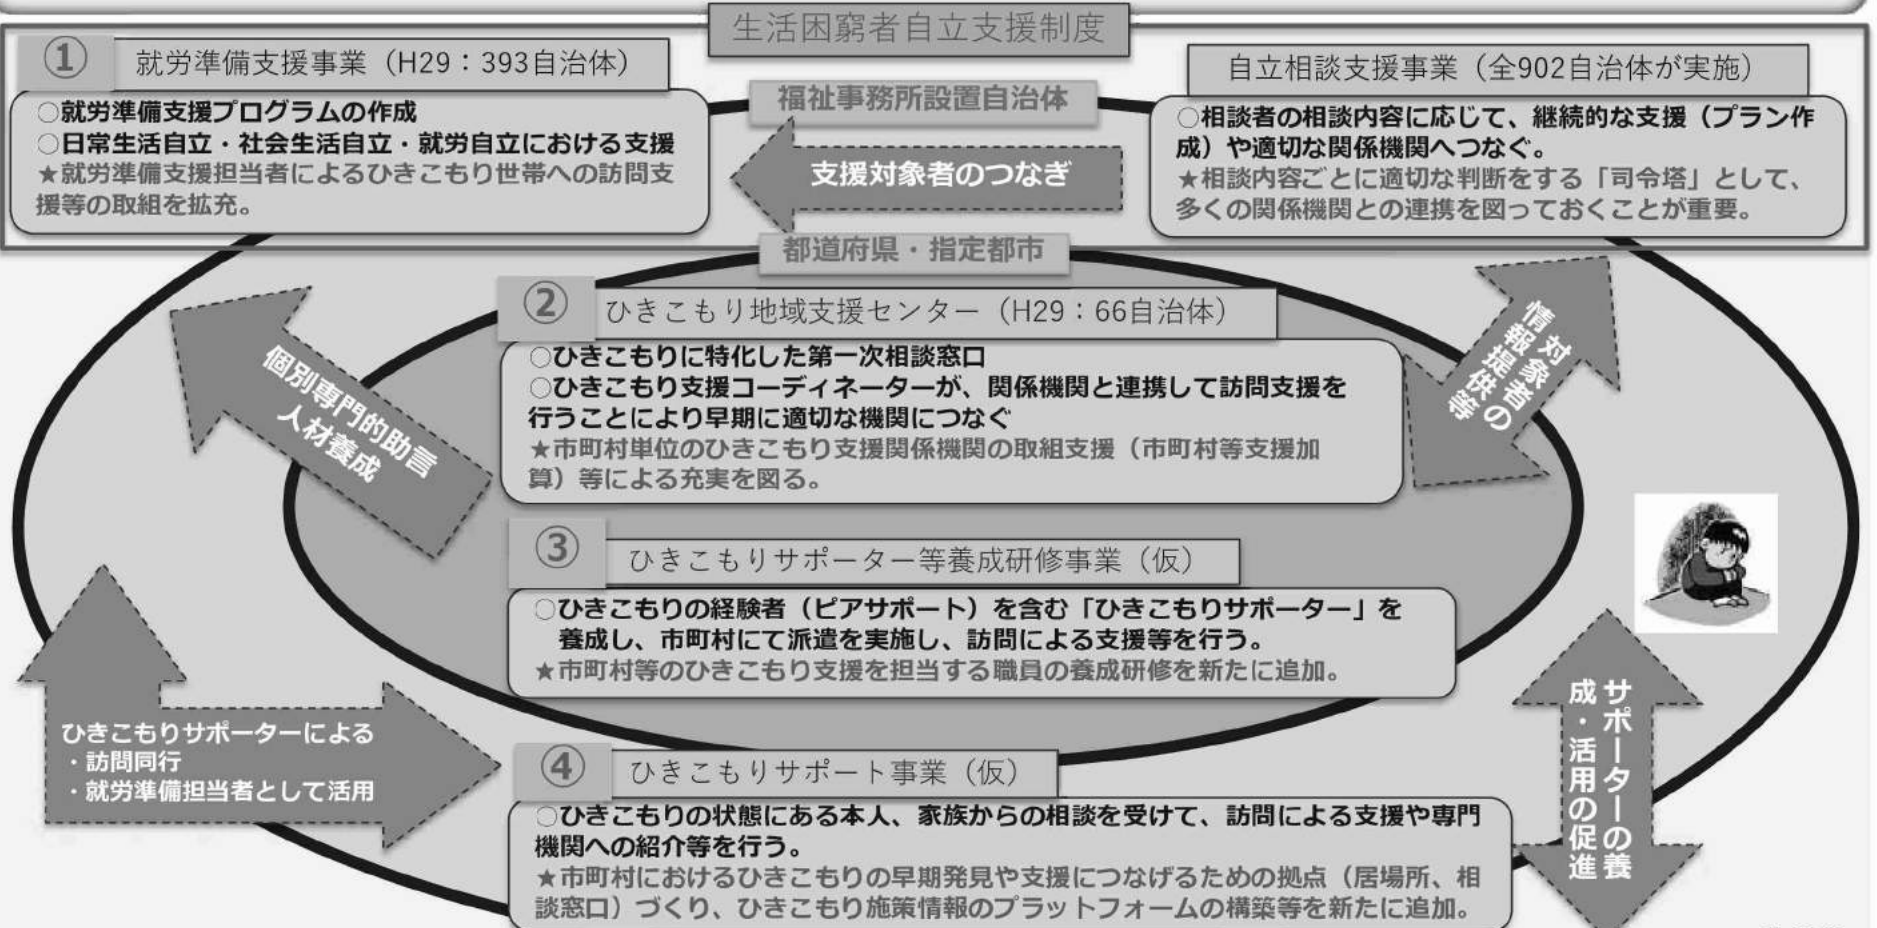 生活困窮者自立支援制度
① 就労準備支援事業（H29：393自治体）
○就労準備支援プログラムの作成
○日常生活自立・社会生活自立・就労自立における支援
★就労準備支援担当者によるひきこもり世帯への訪問支
援等の取組を拡充。
福祉事務所設置自治体
支援対象者のつなぎ
自立相談支援事業（全902自治体が実施）
○相談者の相談内容に応じて、継続的な支援（プラン作
成）や適切な関係機関へつなぐ。
★相談内容ごとに適切な判断をする「司令塔」として、
多くの関係機関との連携を図っておくことが重要。
都道府県・指定都市
② ひきこもり地域支援センター（H29：66自治体）
○ひきこもりに特化した第一次相談窓口
○ひきこもり支援コーディネーターが、関係機関と連携して訪問支援を
行うことにより早期に適切な機関につなぐ
★市町村単位のひきこもり支援関係機関の取組支援（市町村等支援加
算）等による充実を図る。
個別専門的助言
人材養成
対象者の
情報提供等
③ ひきこもりサポーター等養成研修事業（仮）
○ひきこもりの経験者（ピアサポート）を含む「ひきこもりサポーター」を
養成し、市町村にて派遣を実施し、訪問による支援等を行う。
★市町村等のひきこもり支援を担当する職員の養成研修を新たに追加。
ひきこもりサポーターによる
・訪問同行
・就労準備担当者として活用
サポーターの養
成・活用の促進
④ ひきこもりサポート事業（仮）
○ひきこもりの状態にある本人、家族からの相談を受けて、訪問による支援や専門
機関への紹介等を行う。
★市町村におけるひきこもりの早期発見や支援につなげるための拠点（居場所、相
談窓口）づくり、ひきこもり施策情報のプラットフォームの構築等を新たに追加。